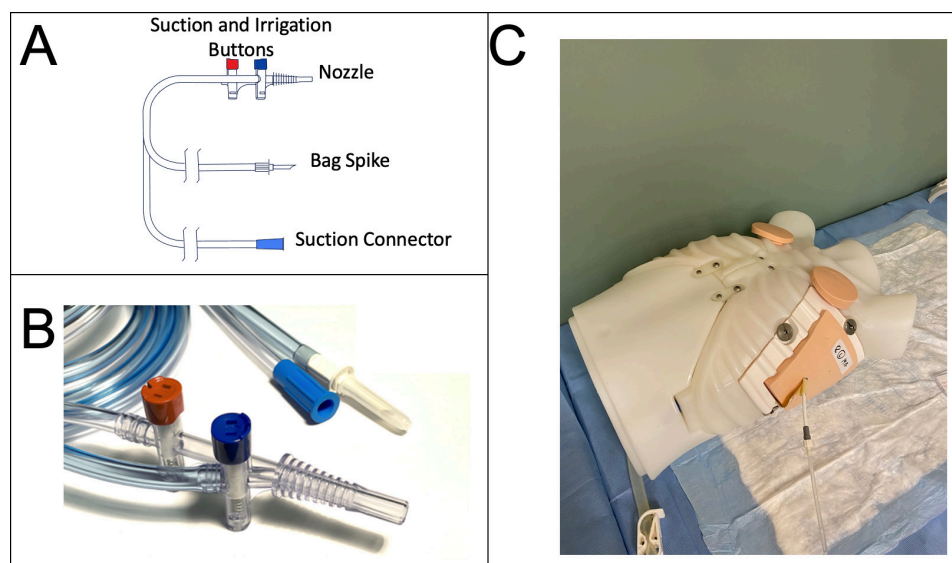 A
Suction and Irrigation
Buttons
Nozzle
Bag Spike
Suction Connector
B
C